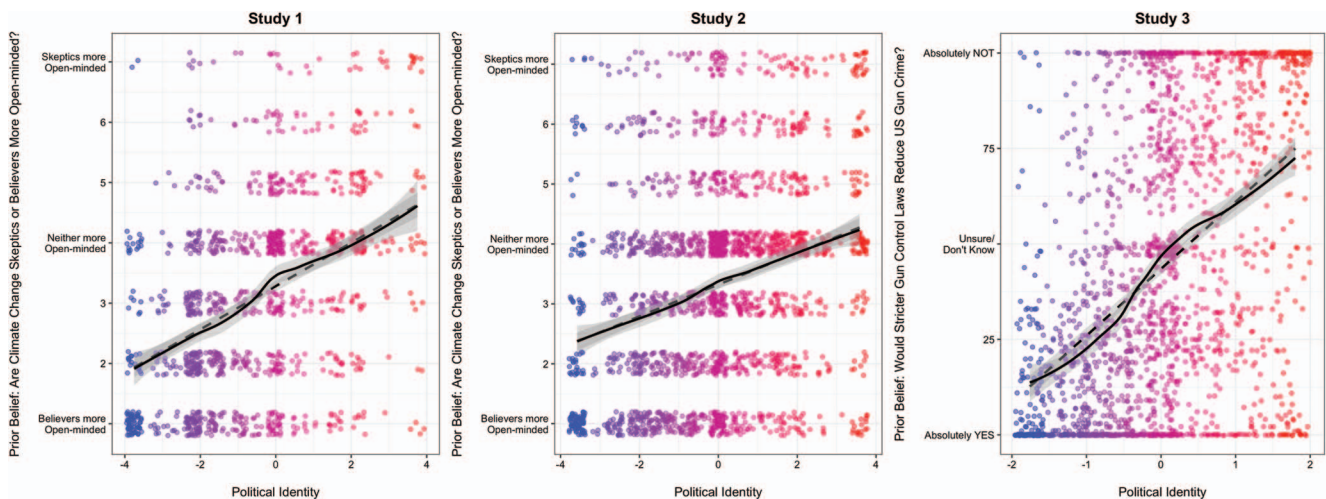 Study 1
Prior Belief: Are Climate Change Skeptics or Believers More Open-minded?
Skeptics more
Open-minded
6
5
Neither more
Open-minded
3
2
Believers more
Open-minded
-4
-2
0
2
4
Political Identity
Study 2
Prior Belief: Are Climate Change Skeptics or Believers More Open-minded?
Skeptics more
Open-minded
6
5
Neither more
Open-minded
3
2
Believers more
Open-minded
-4
-2
0
2
4
Political Identity
Study 3
Prior Belief: Would Stricter Gun Control Laws Reduce US Gun Crime?
Absolutely NOT
75
Unsure/
Don't Know
25
Absolutely YES
-2
-1
0
1
2
Political Identity